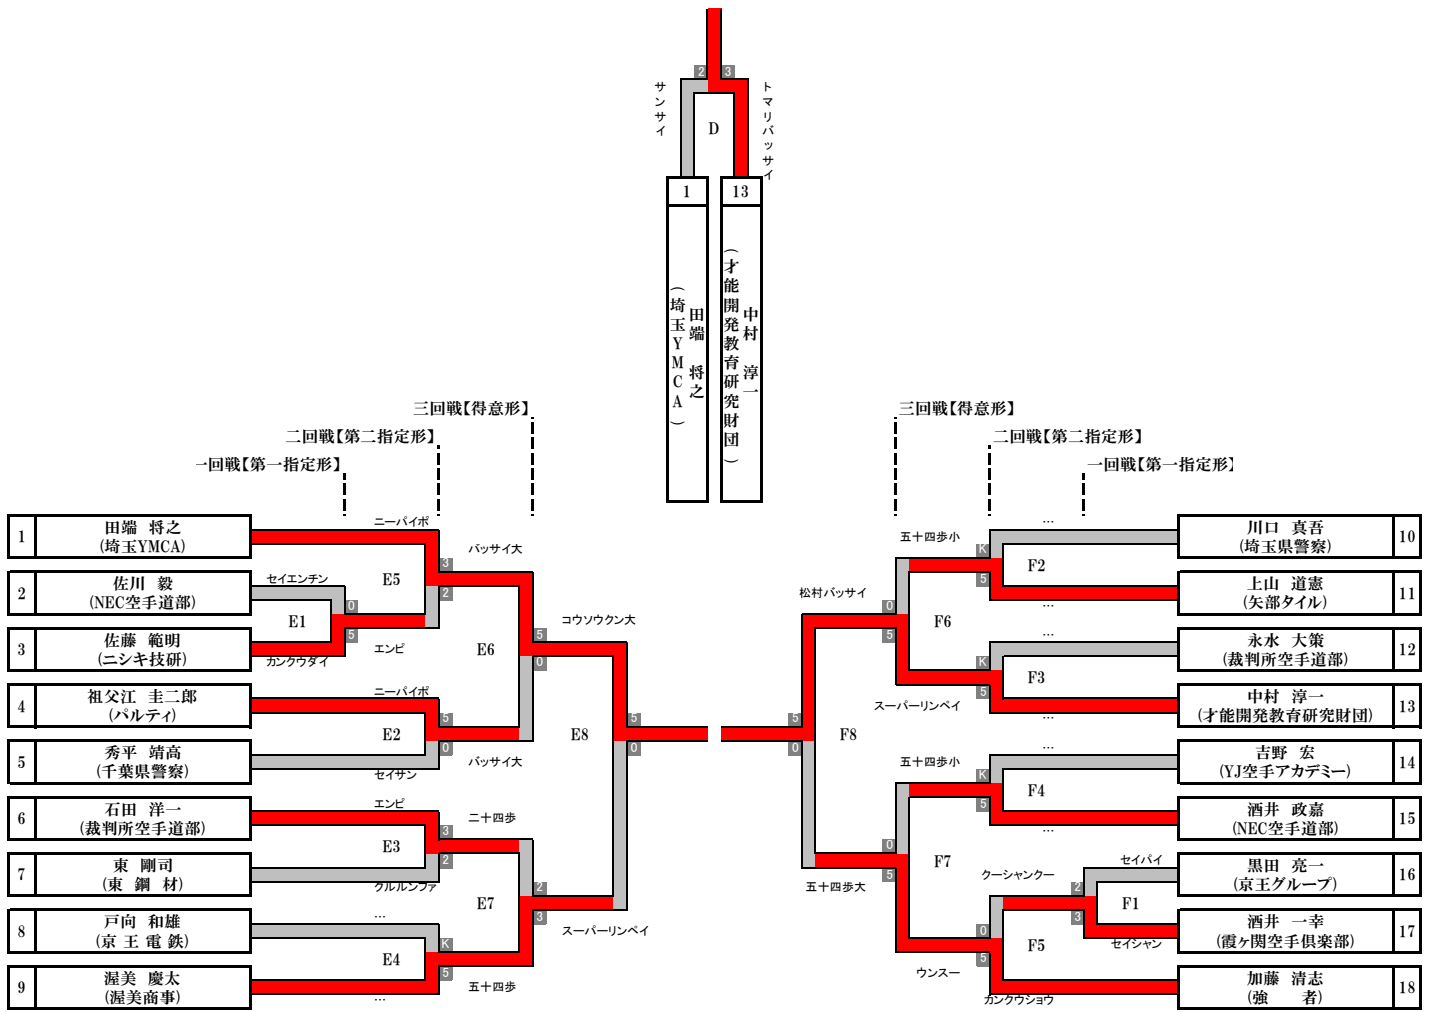 2
3
サンサイ
トマリバッサイ
D
1
13
田端　将之
（埼玉YMCA）
中村　淳一
（才能開発教育研究財団）
三回戦【得意形】
二回戦【第二指定形】
一回戦【第一指定形】
三回戦【得意形】
二回戦【第二指定形】
一回戦【第一指定形】
1
田端　将之
(埼玉YMCA)
2
佐川　毅
(NEC空手道部)
3
佐藤　範明
(ニシキ技研)
4
祖父江　圭二郎
(パルティ)
5
秀平　靖高
(千葉県警察)
6
石田　洋一
(裁判所空手道部)
7
東　剛司
(東　鋼　材)
8
戸向　和雄
(京 王 電 鉄)
9
渥美　慶太
(渥美商事)
ニーパイポ
セイエンチン
E1
0
5
カンクウダイ
E5
エンピ
3
2
バッサイ大
ニーパイポ
E2
5
0
セイサン
E6
バッサイ大
5
0
コウソウクン大
エンピ
E3
3
2
クルルンファ
二十四歩
…
E4
K
5
…
五十四歩
E7
2
3
スーパーリンペイ
E8
5
0
5
0
F8
松村バッサイ
五十四歩大
0
5
F6
五十四歩小
スーパーリンペイ
K
5
F2
…
…
K
5
F3
…
…
0
5
F7
五十四歩小
ウンスー
K
5
F4
…
…
0
5
F5
クーシャンクー
カンクウショウ
2
3
F1
セイパイ
セイシャン
川口　真吾
(埼玉県警察)
10
上山　道憲
(矢部タイル)
11
永水　大策
(裁判所空手道部)
12
中村　淳一
(才能開発教育研究財団)
13
吉野　宏
(YJ空手アカデミー)
14
酒井　政嘉
(NEC空手道部)
15
黒田　亮一
(京王グループ)
16
酒井　一幸
(霞ヶ関空手倶楽部)
17
加藤　清志
(強　　者)
18